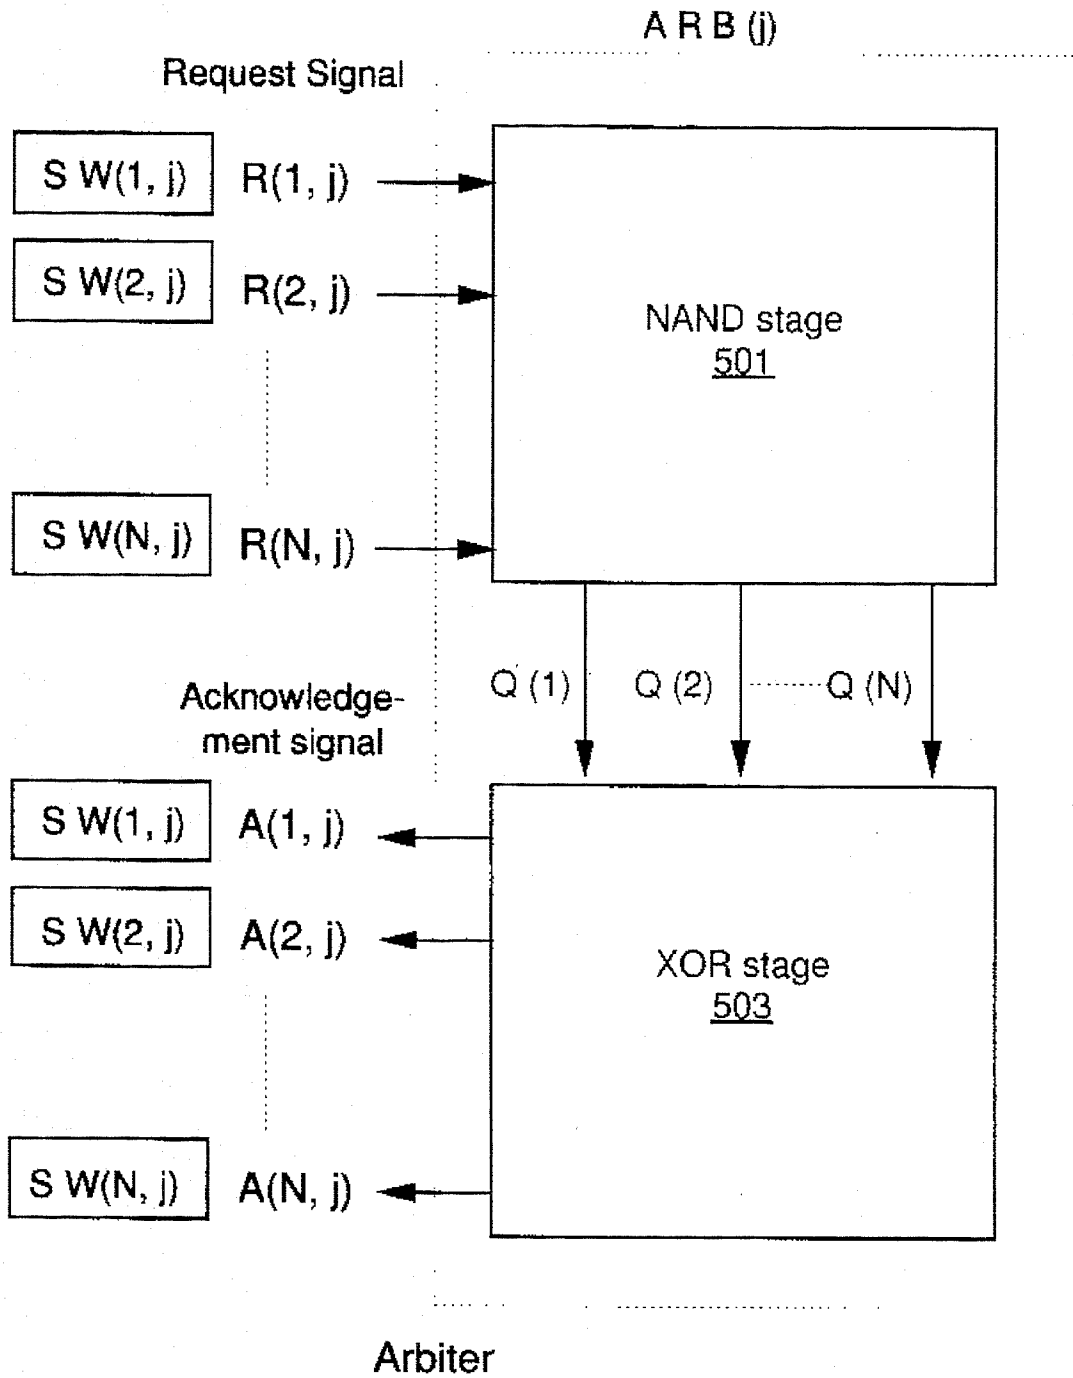 A R B (j)
Request Signal
S W(1, j) R(1, j)
S W(2, j) R(2, j)
NAND stage
501
S W(N, j) R(N, j)
Q (1) Q (2) Q (N)
Acknowledge-
ment signal
S W(1, j) A(1, j)
S W(2, j) A(2, j)
XOR stage
503
S W(N, j) A(N, j)
Arbiter